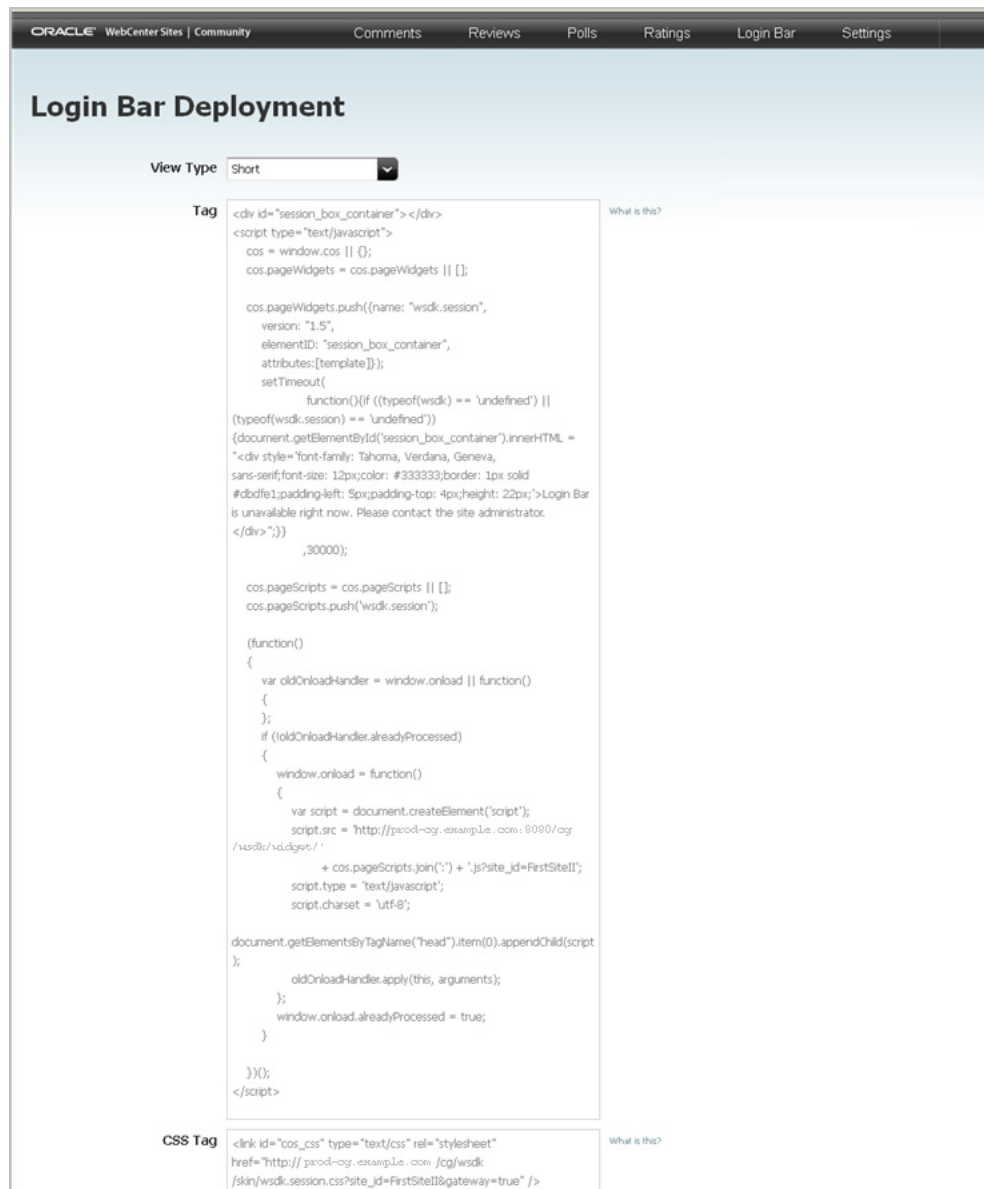 ORACLE WebCenter Sites | Community Comments Reviews Polls Ratings Login Bar Settings
Login Bar Deployment
View Type Short
Tag
What is this?
<div id="session_box_container"></div>
<script type="text/javascript">
cos = window.cos || {};
cos.pageWidgets = cos.pageWidgets || [];
cos.pageWidgets.push({name: "wsdk.session",
version: "1.5",
elementID: "session_box_container",
attributes:[template]});
setTimeout(
function(){if ((typeof(wsdk) == 'undefined') ||
(typeof(wsdk.session) == 'undefined'))
{document.getElementById('session_box_container').innerHTML =
"<div style='font-family: Tahoma, Verdana, Geneva,
sans-serif;font-size: 12px;color: #333333;border: 1px solid
#dbdfe1;padding-left: 5px;padding-top: 4px;height: 22px;'>Login Bar
is unavailable right now. Please contact the site administrator.
</div>";}}
,30000);
cos.pageScripts = cos.pageScripts || [];
cos.pageScripts.push('wsdk.session');
(function()
{
var oldOnloadHandler = window.onload || function()
{
};
if (!oldOnloadHandler.alreadyProcessed)
{
window.onload = function()
{
var script = document.createElement('script');
script.src = 'http://prod-cg.example.com:8080/cg
/wsdk/widget/'
+ cos.pageScripts.join(':') + '.js?site_id=FirstSiteII';
script.type = 'text/javascript';
script.charset = 'utf-8';
document.getElementsByTagName("head").item(0).appendChild(script
);
oldOnloadHandler.apply(this, arguments);
};
window.onload.alreadyProcessed = true;
}
})();
</script>
CSS Tag
What is this?
<link id="cos_css" type="text/css" rel="stylesheet"
href="http:// prod-cg.example.com /cg/wsdk
/skin/wsdk.session.css?site_id=FirstSiteII&gateway=true" />